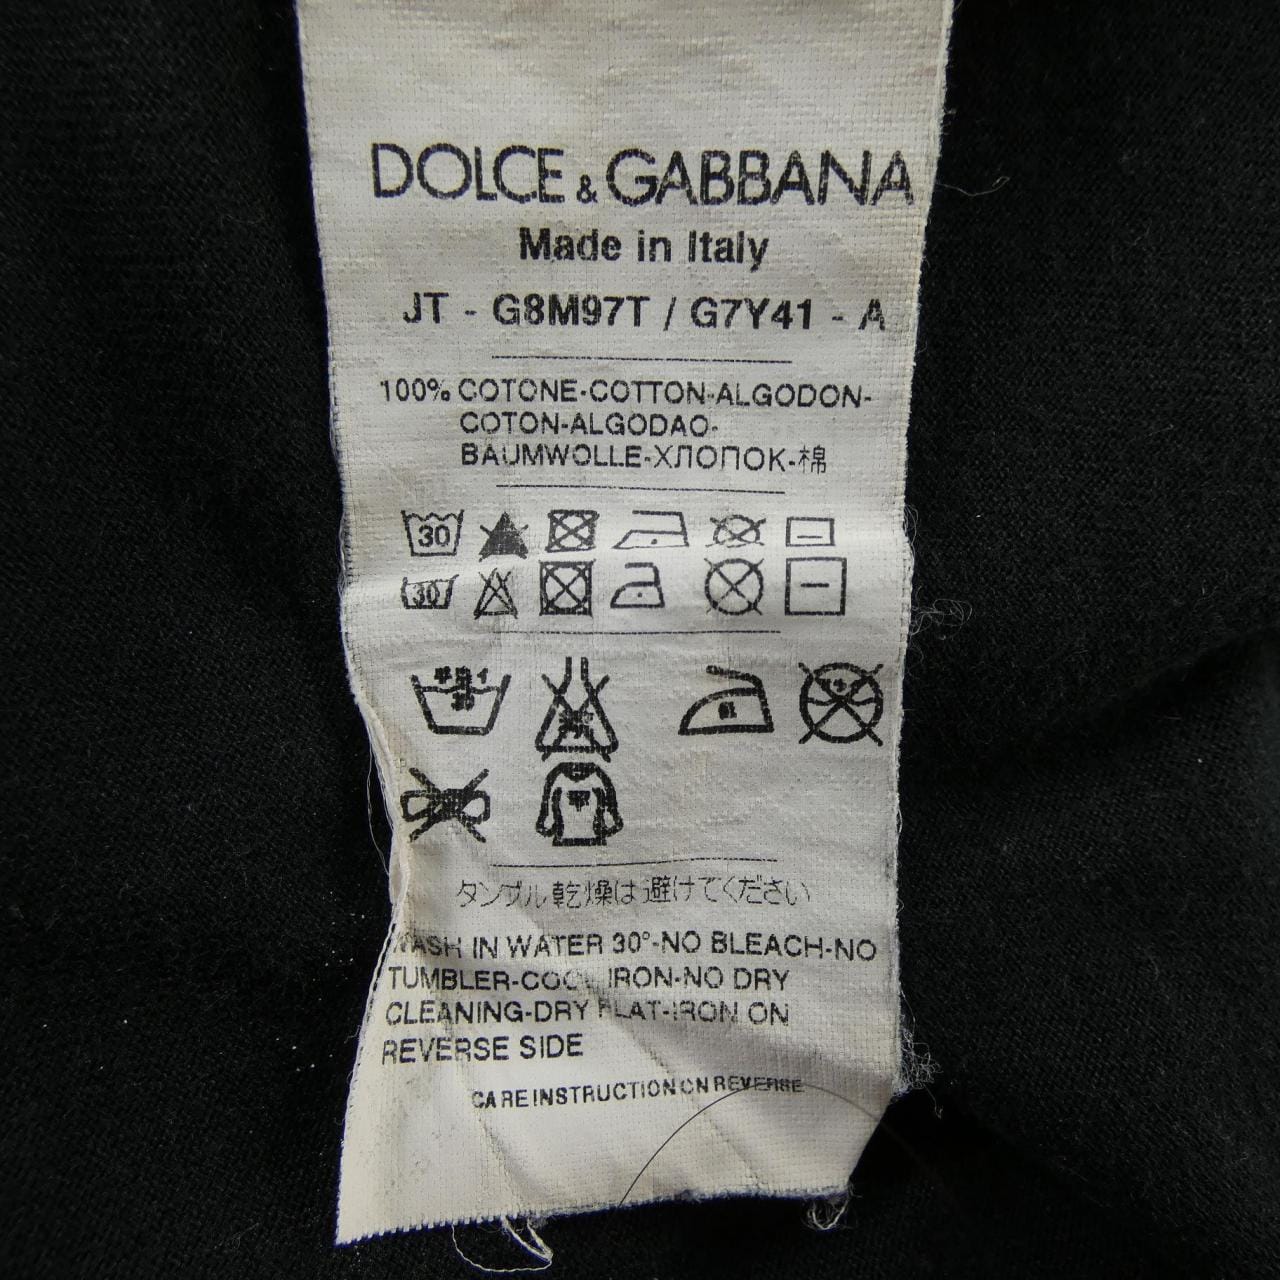 DOLCE & GABBANA
Made in Italy
JT - G8M97T / G7Y41 - A
100% COTONE-COTTON-ALGODON-
COTON-ALGODAO-
BAUMWOLLE-ХЛОПОК-棉
30
30
タンブル乾燥は避けてください
WASH IN WATER 30°-NO BLEACH-NO
TUMBLER-COOL IRON-NO DRY
CLEANING-DRY FLAT-IRON ON
REVERSE SIDE
CARE INSTRUCTION ON REVERSE